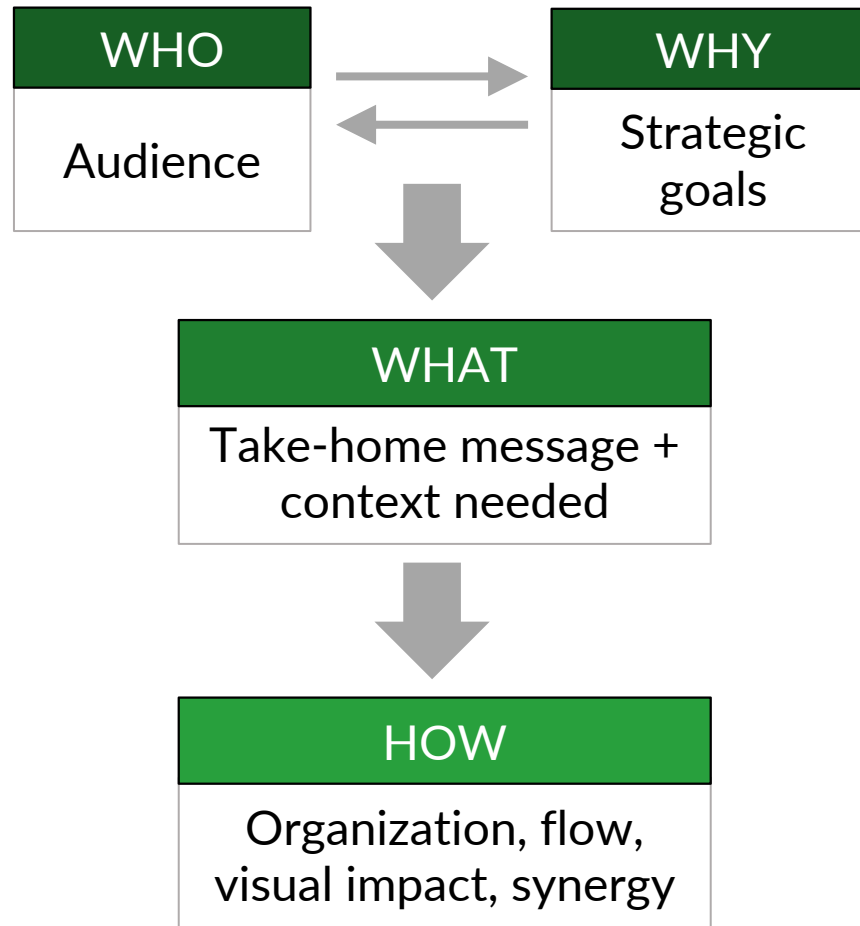 WHO
Audience
WHY
Strategic
goals
WHAT
Take-home message +
context needed
HOW
Organization, flow,
visual impact, synergy